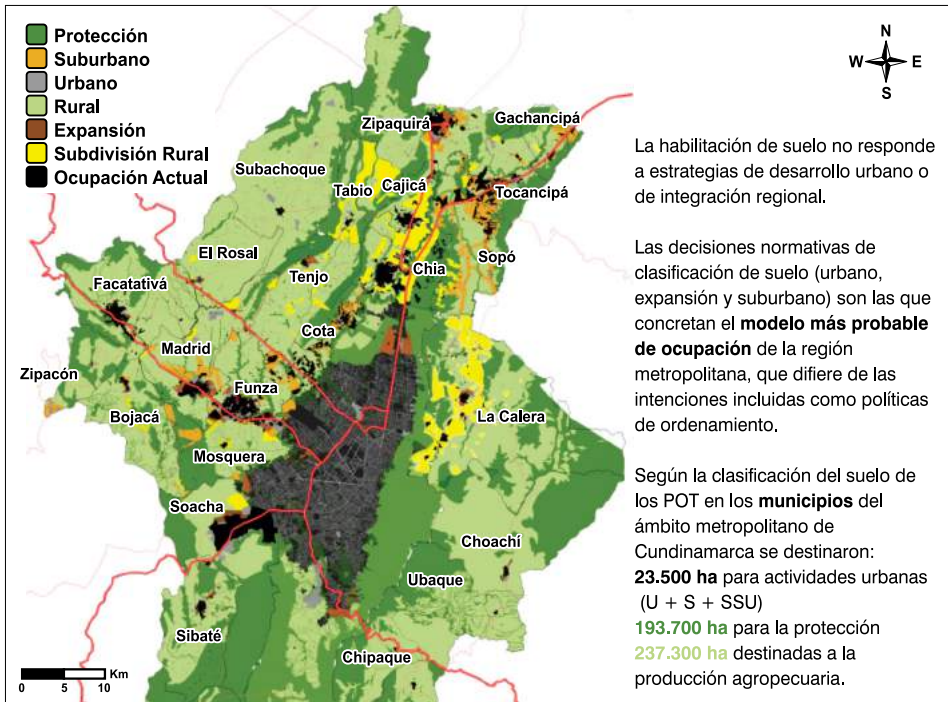 Protección
Suburbano
Urbano
Rural
Expansión
Subdivisión Rural
Ocupación Actual
N
W E
S
Zipaquirá
Gachancipá
Subachoque
Tabio
Cajicá
Tocancipá
El Rosal
Tenjo
Chia
Sopó
Facatativá
Cota
Madrid
Zipacón
Funza
Bojacá
La Calera
Mosquera
Soacha
Choachí
Ubaque
Sibaté
Chipaque
0 5 10 Km
La habilitación de suelo no responde
a estrategias de desarrollo urbano o
de integración regional.
Las decisiones normativas de
clasificación de suelo (urbano,
expansión y suburbano) son las que
concretan el modelo más probable
de ocupación de la región
metropolitana, que difiere de las
intenciones incluidas como políticas
de ordenamiento.
Según la clasificación del suelo de
los POT en los municipios del
ámbito metropolitano de
Cundinamarca se destinaron:
23.500 ha para actividades urbanas
(U + S + SSU)
193.700 ha para la protección
237.300 ha destinadas a la
producción agropecuaria.